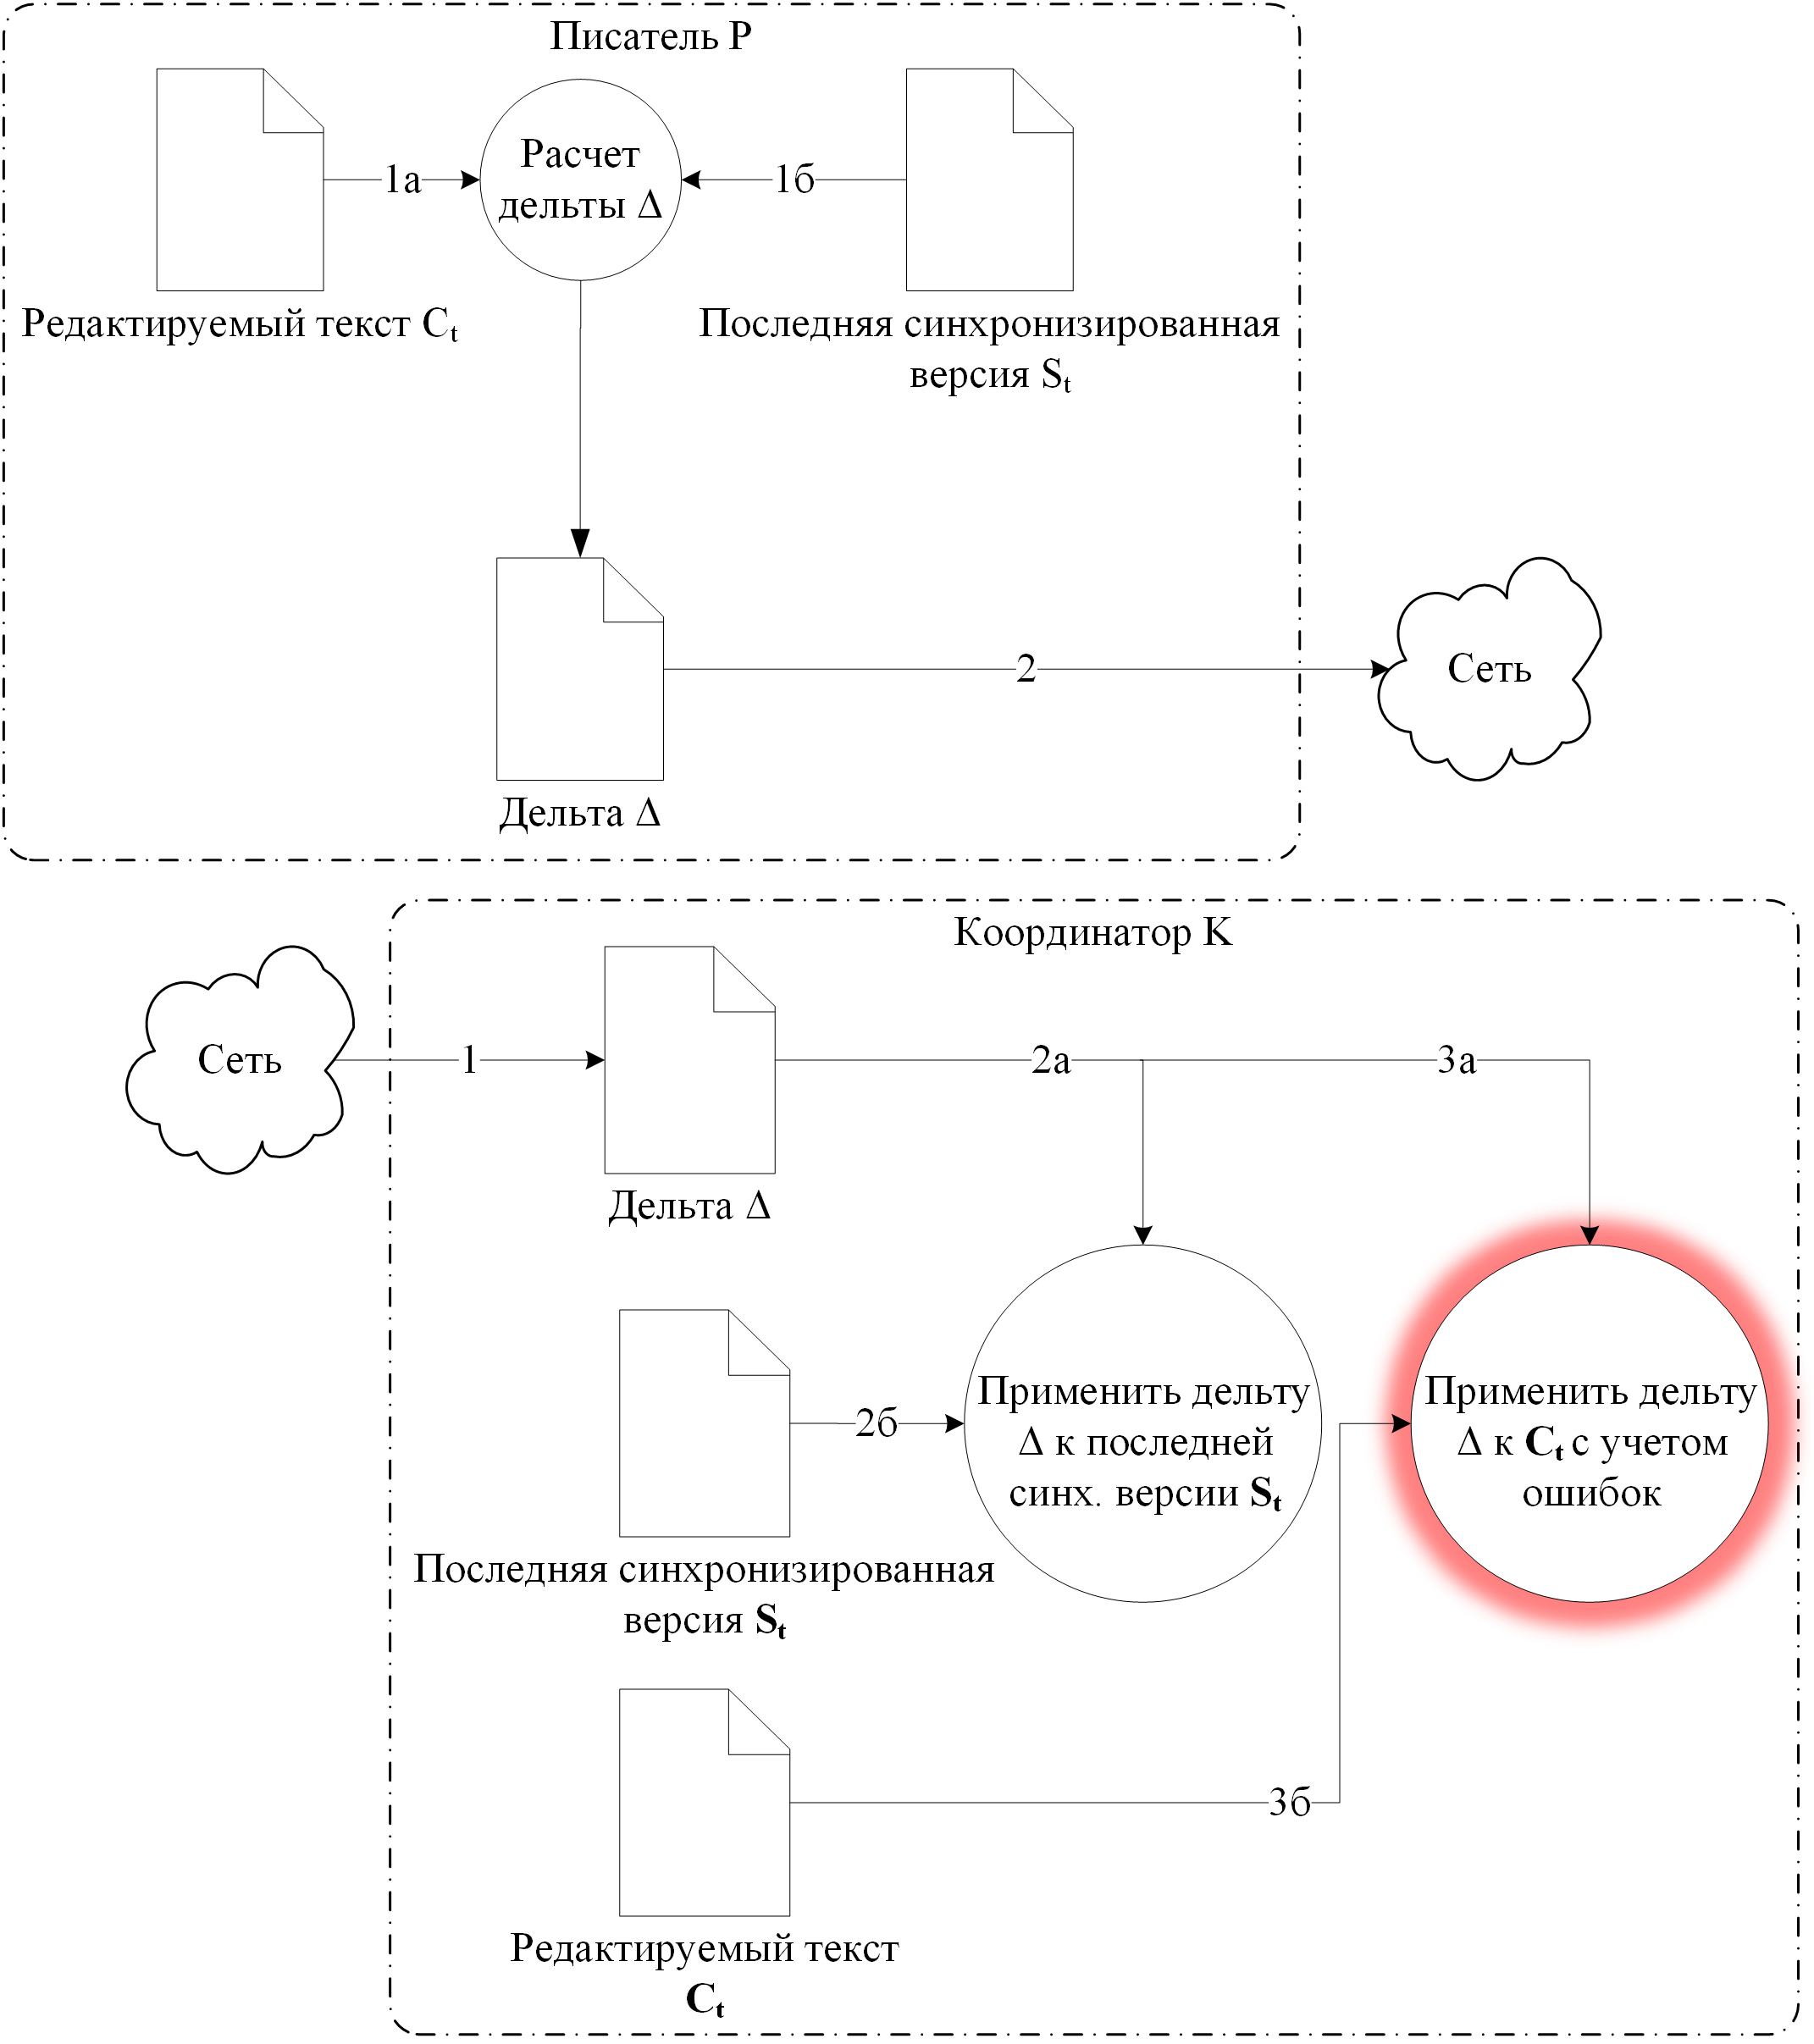 Писатель P
1а
Расчет
дельты Δ
1б
Редактируемый текст Ct
Последняя синхронизированная
версия St
2
Сеть
Дельта Δ
Координатор K
Сеть
1
2а
3а
Дельта Δ
2б
Применить дельту
Δ к последней
синх. версии St
Применить дельту
Δ к Ct с учетом
ошибок
Последняя синхронизированная
версия St
3б
Редактируемый текст
Ct